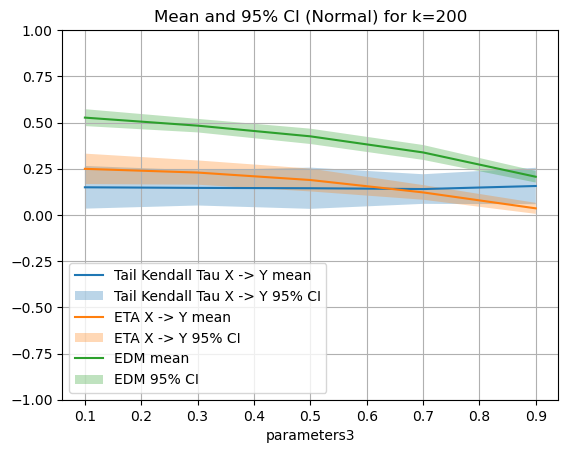 Mean and 95% CI (Normal) for k=200
1.00
0.75
0.50
0.25
0.00
−0.25
−0.50
−0.75
−1.00
Tail Kendall Tau X -> Y mean
Tail Kendall Tau X -> Y 95% CI
ETA X -> Y mean
ETA X -> Y 95% CI
EDM mean
EDM 95% CI
0.1 0.2 0.3 0.4 0.5 0.6 0.7 0.8 0.9
parameters3